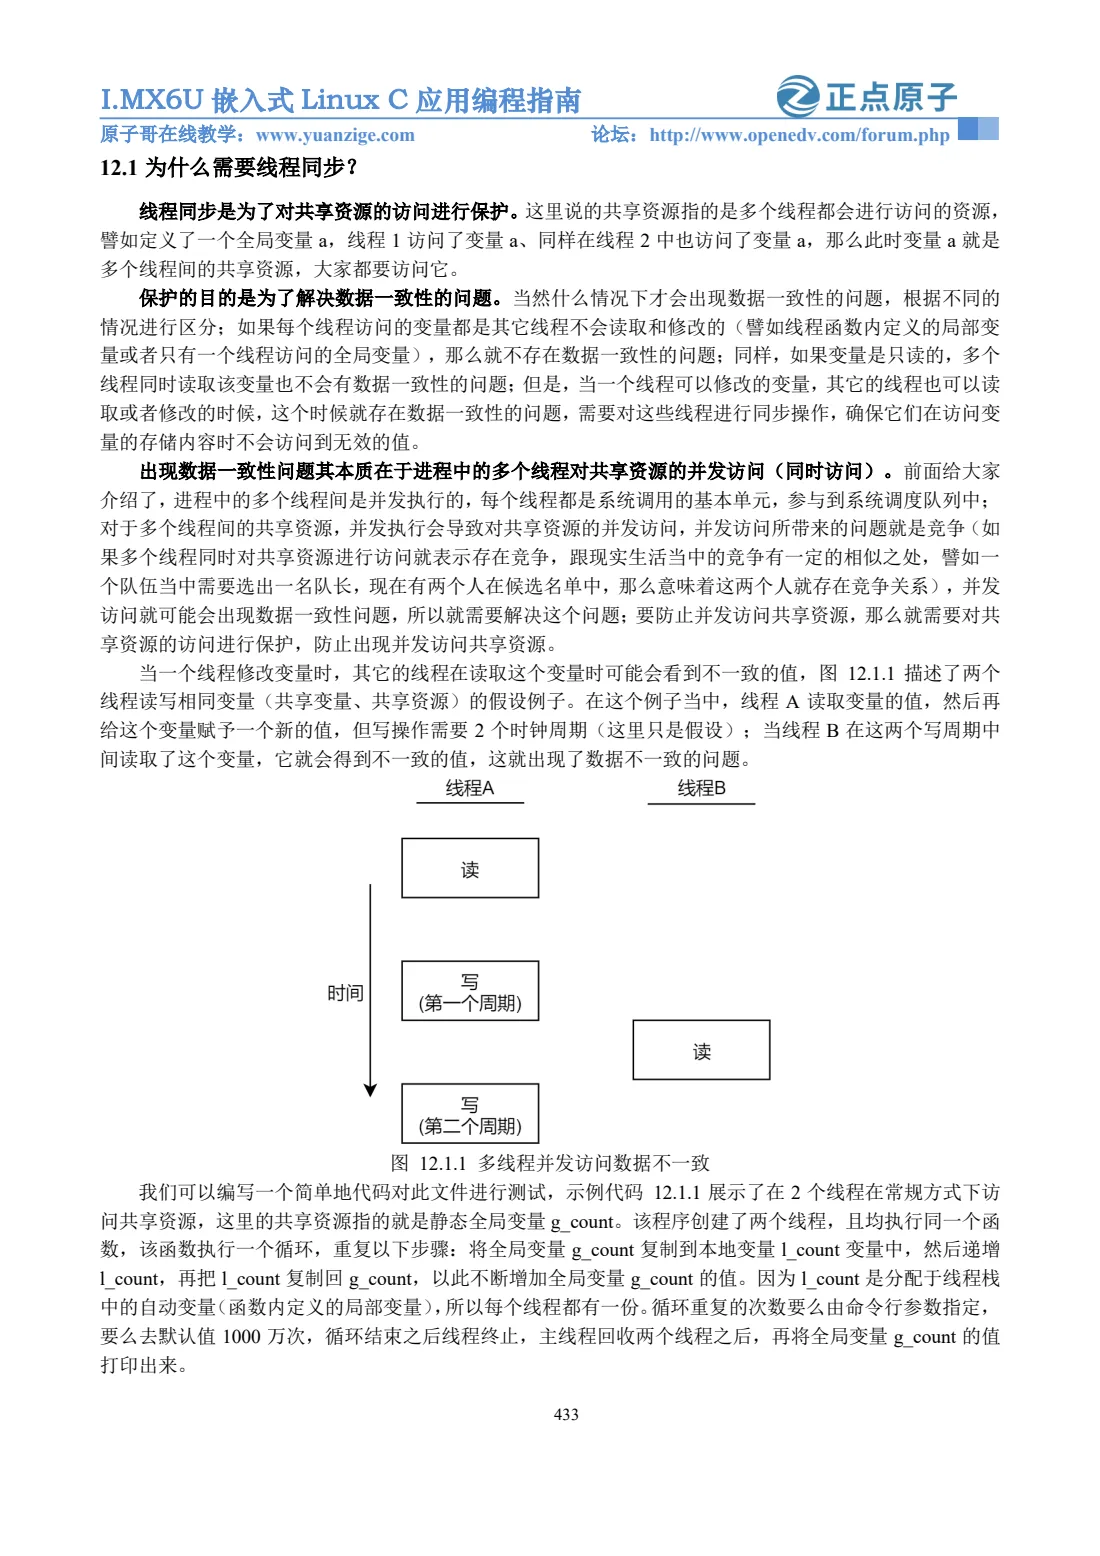 I.MX6U 嵌入式 Linux C 应用编程指南
正点原子
原子哥在线教学：www.yuanzige.com 论坛：http://www.openedv.com/forum.php
12.1 为什么需要线程同步？
线程同步是为了对共享资源的访问进行保护。这里说的共享资源指的是多个线程都会进行访问的资源，
譬如定义了一个全局变量 a，线程 1 访问了变量 a、同样在线程 2 中也访问了变量 a，那么此时变量 a 就是
多个线程间的共享资源，大家都要访问它。
保护的目的是为了解决数据一致性的问题。当然什么情况下才会出现数据一致性的问题，根据不同的
情况进行区分；如果每个线程访问的变量都是其它线程不会读取和修改的（譬如线程函数内定义的局部变
量或者只有一个线程访问的全局变量），那么就不存在数据一致性的问题；同样，如果变量是只读的，多个
线程同时读取该变量也不会有数据一致性的问题；但是，当一个线程可以修改的变量，其它的线程也可以读
取或者修改的时候，这个时候就存在数据一致性的问题，需要对这些线程进行同步操作，确保它们在访问变
量的存储内容时不会访问到无效的值。
出现数据一致性问题其本质在于进程中的多个线程对共享资源的并发访问（同时访问）。前面给大家
介绍了，进程中的多个线程间是并发执行的，每个线程都是系统调用的基本单元，参与到系统调度队列中；
对于多个线程间的共享资源，并发执行会导致对共享资源的并发访问，并发访问所带来的问题就是竞争（如
果多个线程同时对共享资源进行访问就表示存在竞争，跟现实生活当中的竞争有一定的相似之处，譬如一
个队伍当中需要选出一名队长，现在有两个人在候选名单中，那么意味着这两个人就存在竞争关系），并发
访问就可能会出现数据一致性问题，所以就需要解决这个问题；要防止并发访问共享资源，那么就需要对共
享资源的访问进行保护，防止出现并发访问共享资源。
当一个线程修改变量时，其它的线程在读取这个变量时可能会看到不一致的值，图 12.1.1 描述了两个
线程读写相同变量（共享变量、共享资源）的假设例子。在这个例子当中，线程 A 读取变量的值，然后再
给这个变量赋予一个新的值，但写操作需要 2 个时钟周期（这里只是假设）；当线程 B 在这两个写周期中
间读取了这个变量，它就会得到不一致的值，这就出现了数据不一致的问题。
线程A 线程B
读
时间
写
(第一个周期)
读
写
(第二个周期)
图 12.1.1 多线程并发访问数据不一致
我们可以编写一个简单地代码对此文件进行测试，示例代码 12.1.1 展示了在 2 个线程在常规方式下访
问共享资源，这里的共享资源指的就是静态全局变量 g_count。该程序创建了两个线程，且均执行同一个函
数，该函数执行一个循环，重复以下步骤：将全局变量 g_count 复制到本地变量 l_count 变量中，然后递增
l_count，再把 l_count 复制回 g_count，以此不断增加全局变量 g_count 的值。因为 l_count 是分配于线程栈
中的自动变量（函数内定义的局部变量），所以每个线程都有一份。循环重复的次数要么由命令行参数指定，
要么去默认值 1000 万次，循环结束之后线程终止，主线程回收两个线程之后，再将全局变量 g_count 的值
打印出来。
433